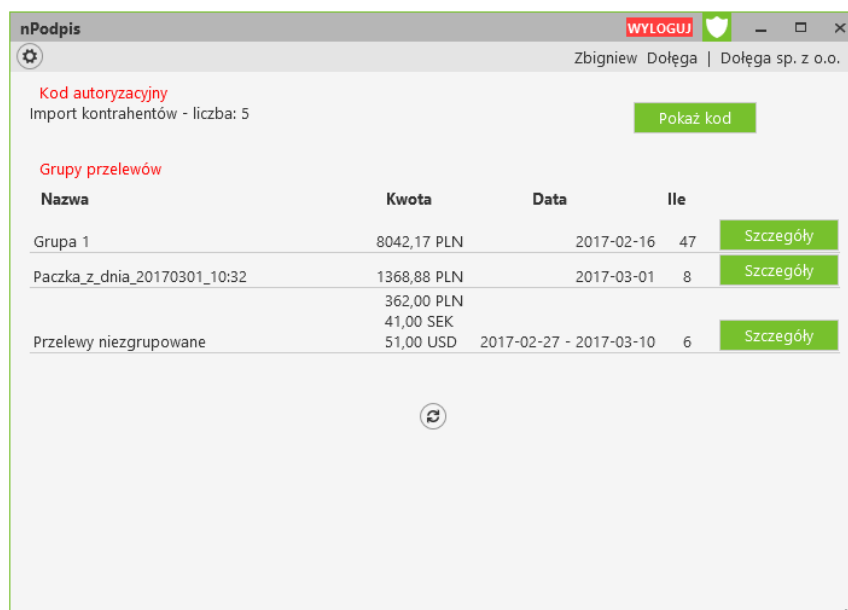 nPodpis WYLOGUJ
Zbigniew Dołęga | Dołęga sp. z o.o.
Kod autoryzacyjny
Import kontrahentów - liczba: 5 Pokaż kod
Grupy przelewów
Nazwa Kwota Data Ile
Grupa 1 8042,17 PLN 2017-02-16 47 Szczegóły
Paczka_z_dnia_20170301_10:32 1368,88 PLN 2017-03-01 8 Szczegóły
362,00 PLN
41,00 SEK
Przelewy niezgrupowane 51,00 USD 2017-02-27 - 2017-03-10 6 Szczegóły